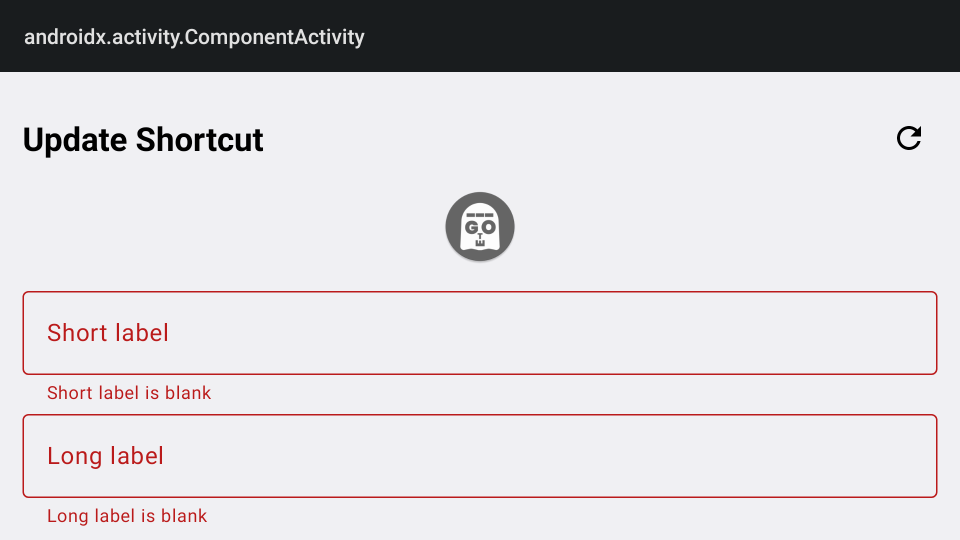 androidx.activity.ComponentActivity
Update Shortcut
GO
Short label
Short label is blank
Long label
Long label is blank